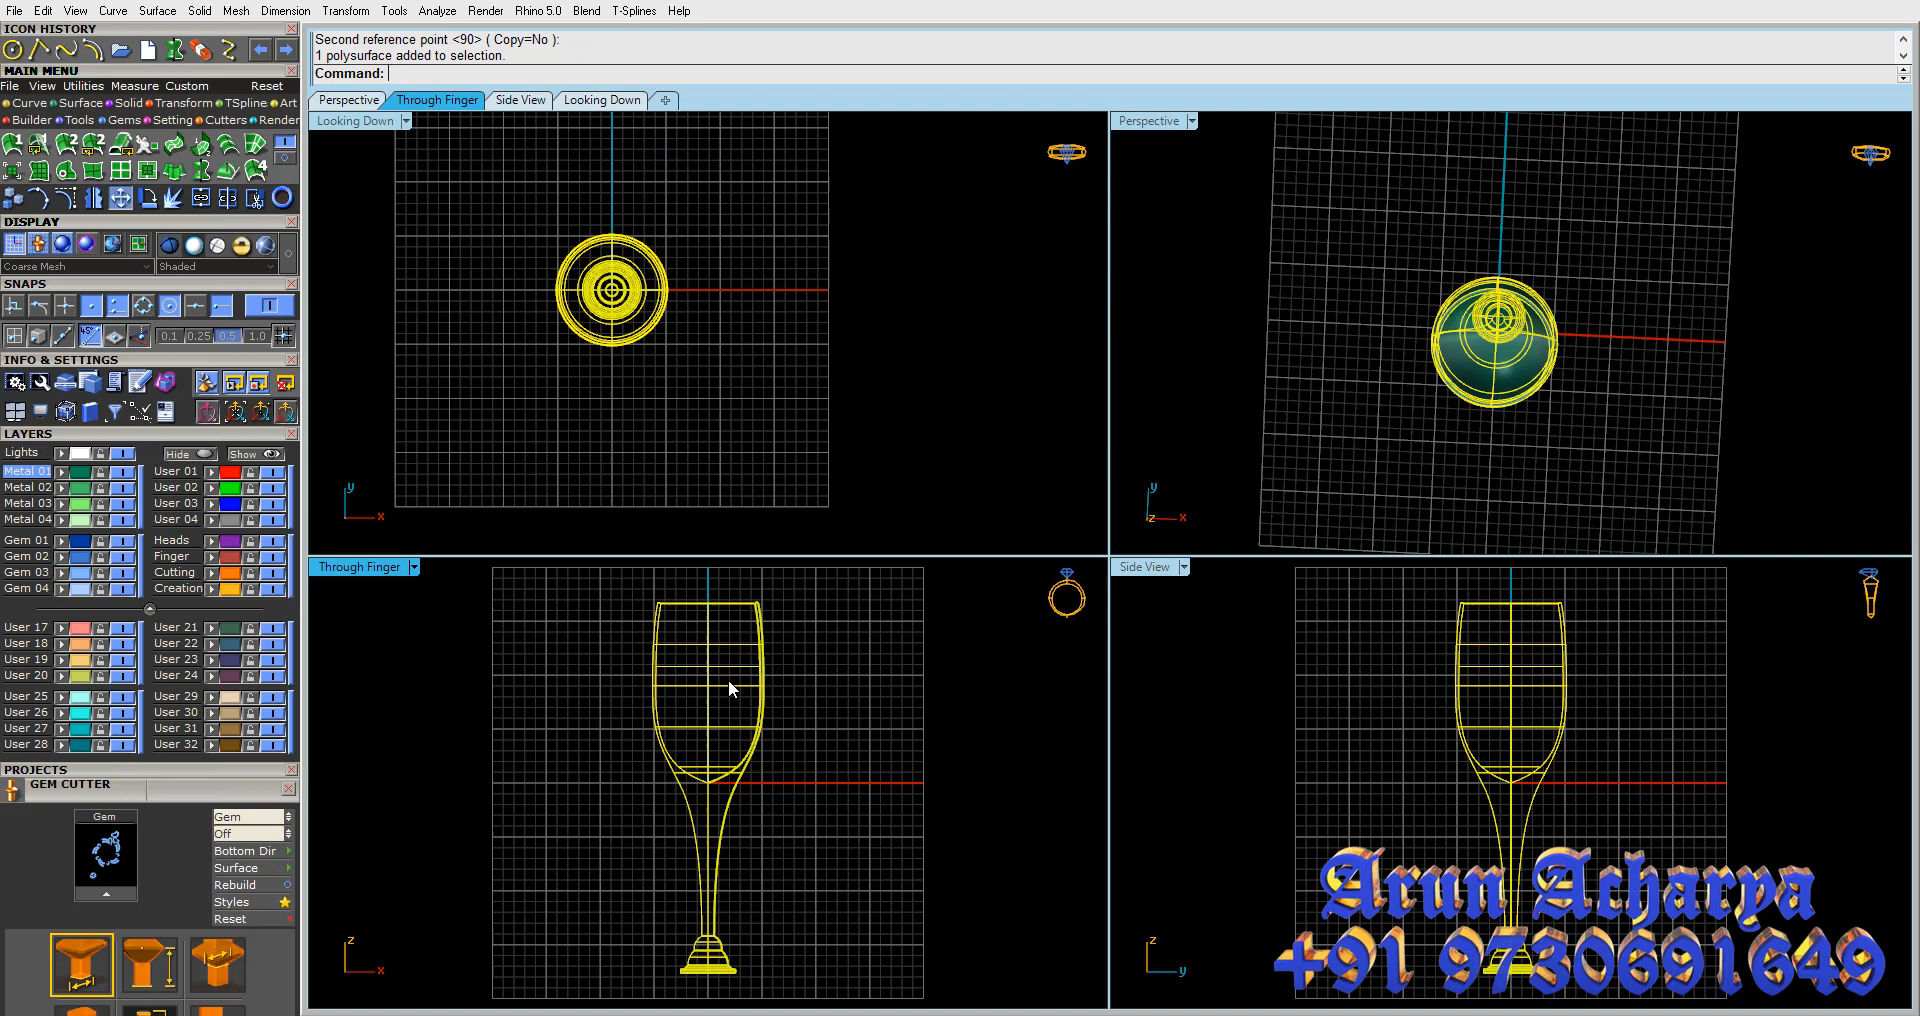 File Edit View Curve Surface Solid Mesh Dimension Transform Tools Analyze Render Rhino 5.0 Blend T-Splines Help
ICON HISTORY
MAIN MENU
File View Utilities Measure Custom Reset
Curve Surface Solid Transform TSpline Art
Builder Tools Gems Setting Cutters Render
DISPLAY
Coarse Mesh Shaded
SNAPS
0.1 0.25 0.5 1.0
INFO & SETTINGS
LAYERS
Lights Hide Show
Metal 01 User 01
Metal 02 User 02
Metal 03 User 03
Metal 04 User 04
Gem 01 Heads
Gem 02 Finger
Gem 03 Cutting
Gem 04 Creation
User 17 User 21
User 18 User 22
User 19 User 23
User 20 User 24
User 25 User 29
User 26 User 30
User 27 User 31
User 28 User 32
PROJECTS
GEM CUTTER
Gem
Gem
Off
Bottom Dir
Surface
Rebuild
Styles
Reset
Second reference point <90> ( Copy=No ):
1 polysurface added to selection.
Command:
Perspective Through Finger Side View Looking Down
Looking Down
y
x
Perspective
y
z x
Through Finger
z
x
Side View
z
y
Arun Acharya
+91 9730691649